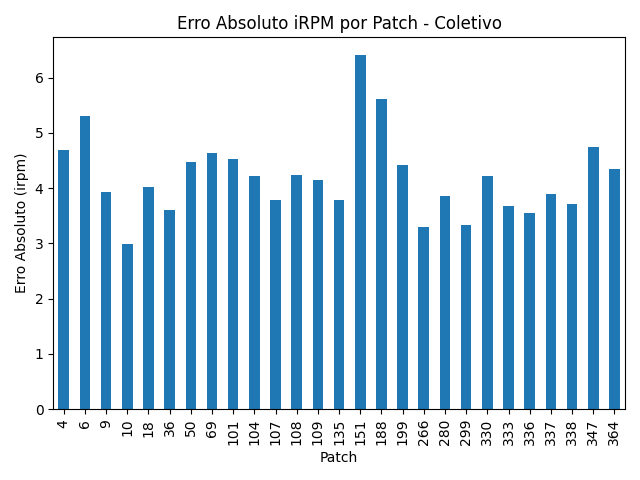 Erro Absoluto iRPM por Patch - Coletivo
Erro Absoluto (irpm)
6
5
4
3
2
1
0
4 6 9 10 18 36 50 69 101 104 107 108 109 135 151 188 199 266 280 299 330 333 336 337 338 347 364
Patch